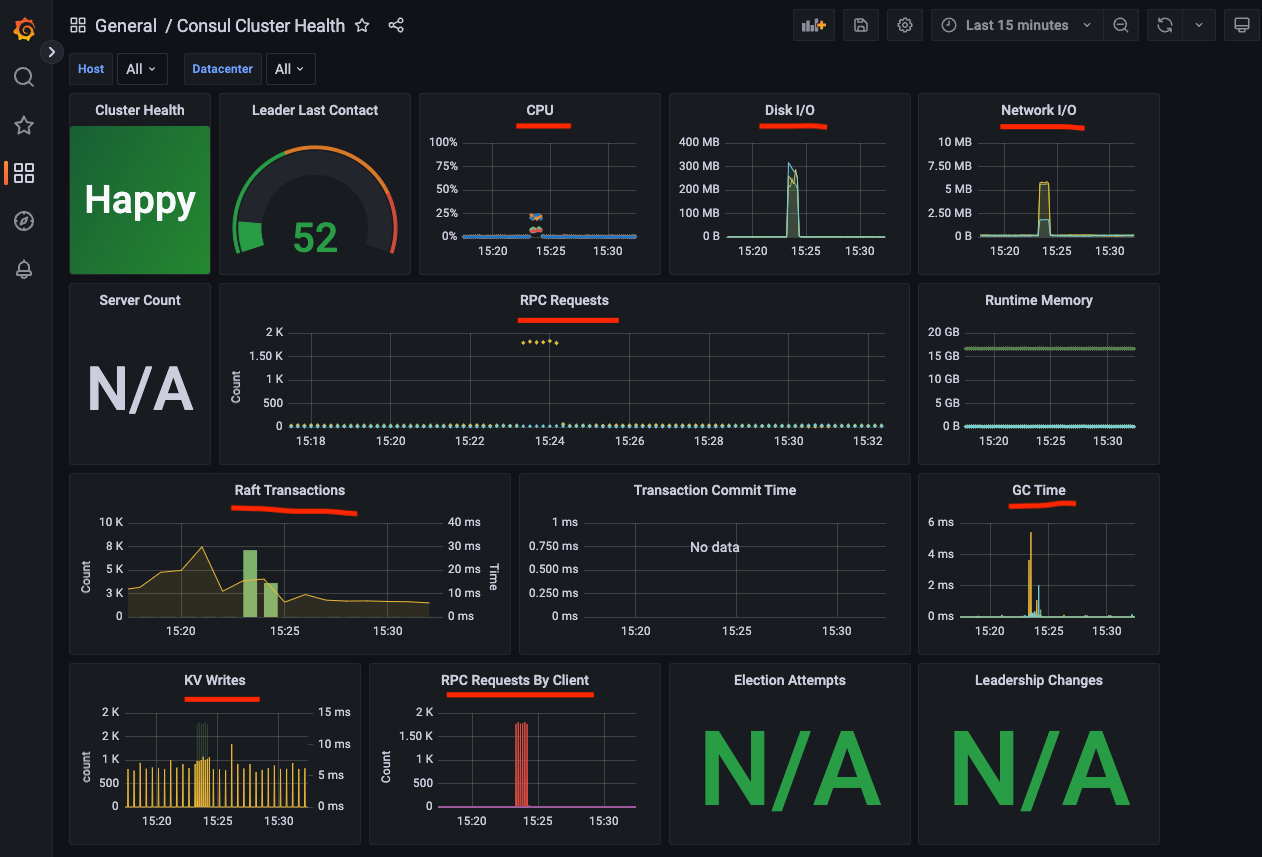 General / Consul Cluster Health
Last 15 minutes
Host All Datacenter All
Cluster Health
Happy
Leader Last Contact
52
CPU
100%
75%
50%
25%
0%
15:20 15:25 15:30
Disk I/O
400 MB
300 MB
200 MB
100 MB
0 B
15:20 15:25 15:30
Network I/O
10 MB
7.50 MB
5 MB
2.50 MB
0 B
15:20 15:25 15:30
Server Count
N/A
RPC Requests
Count
2 K
1.50 K
1 K
500
0
15:18 15:20 15:22 15:24 15:26 15:28 15:30 15:32
Runtime Memory
20 GB
15 GB
10 GB
5 GB
0 B
15:20 15:25 15:30
Raft Transactions
Count
10 K
8 K
5 K
3 K
0
40 ms
30 ms
20 ms
10 ms
0 ms
Time
15:20 15:25 15:30
Transaction Commit Time
1 ms
0.750 ms
0.500 ms
0.250 ms
0 ms
No data
15:20 15:25 15:30
GC Time
6 ms
4 ms
2 ms
0 ms
15:20 15:25 15:30
KV Writes
count
2 K
2 K
1 K
500
0
15 ms
10 ms
5 ms
0 ms
15:20 15:25 15:30
RPC Requests By Client
Count
2 K
1.50 K
1 K
500
0
15:20 15:25 15:30
Election Attempts
N/A
Leadership Changes
N/A